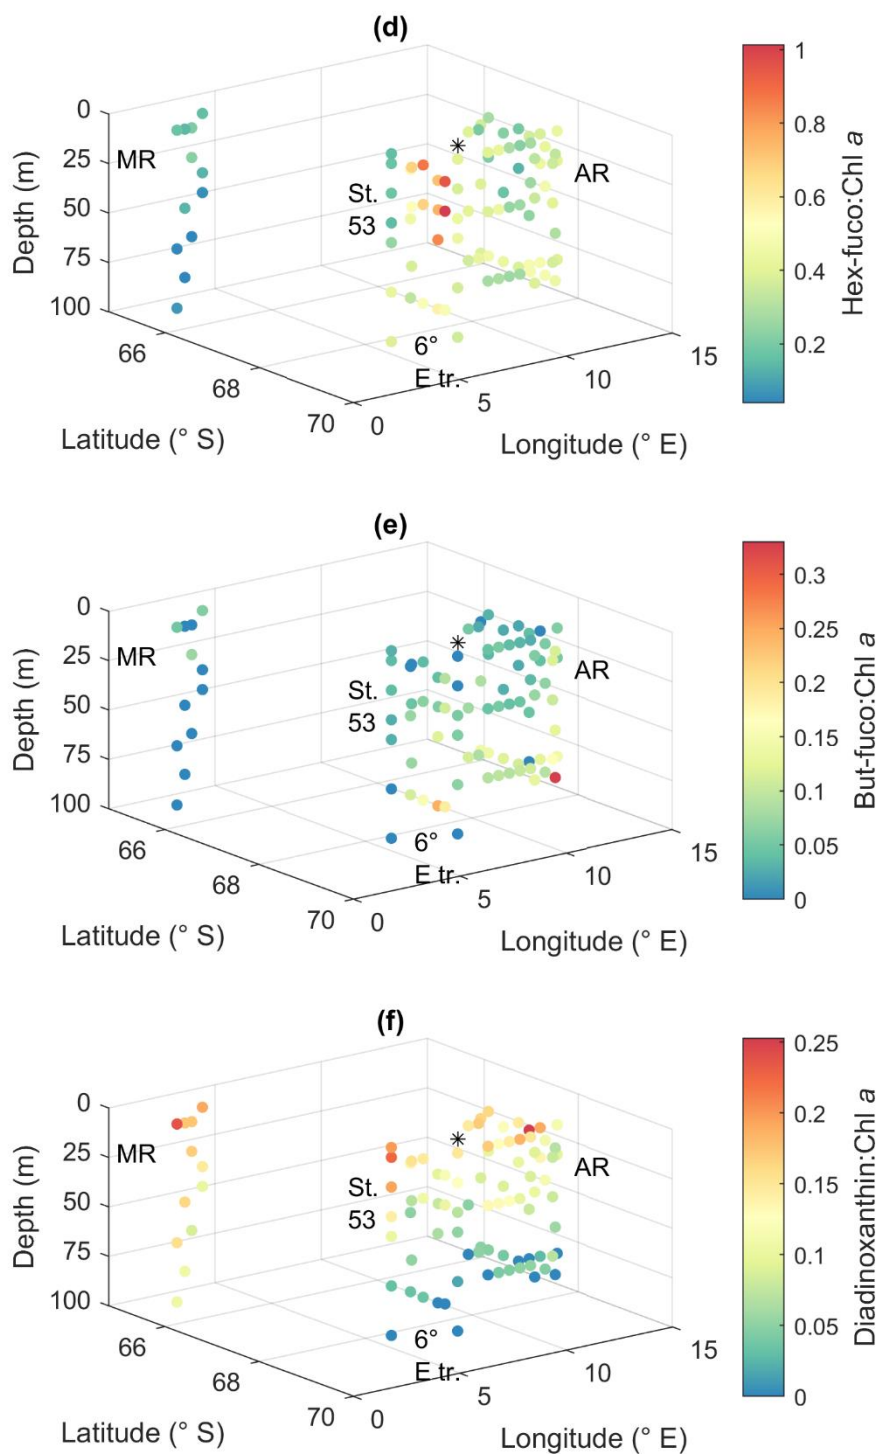 (d)
0
25
50
75
100
Depth (m)
MR
St.
53
AR
6°
E tr.
66
68
70
Latitude (° S)
0
5
10
15
Longitude (° E)
1
0.8
0.6
0.4
0.2
Hex-fuco:Chl a
(e)
0
25
50
75
100
Depth (m)
MR
St.
53
AR
6°
E tr.
66
68
70
Latitude (° S)
0
5
10
15
Longitude (° E)
0.3
0.25
0.2
0.15
0.1
0.05
0
But-fuco:Chl a
(f)
0
25
50
75
100
Depth (m)
MR
St.
53
AR
6°
E tr.
66
68
70
Latitude (° S)
0
5
10
15
Longitude (° E)
0.25
0.2
0.15
0.1
0.05
0
Diadinoxanthin:Chl a